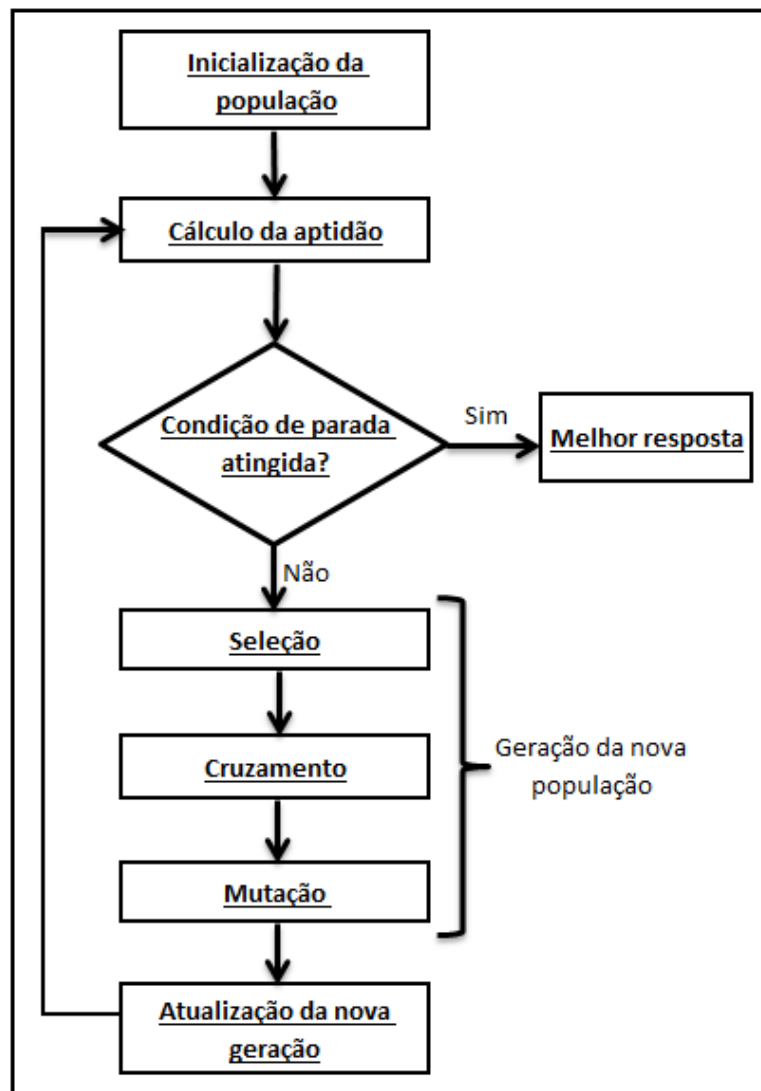 Inicialização da
população
Cálculo da aptidão
Condição de parada
atingida?
Sim
Melhor resposta
Não
Seleção
Cruzamento
Geração da nova
população
Mutação
Atualização da nova
geração